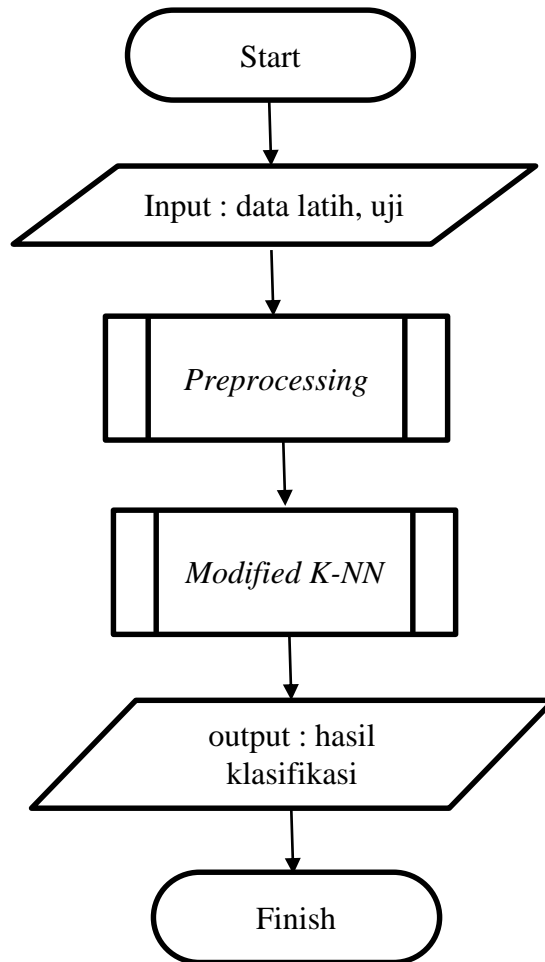 Start
Input : data latih, uji
Preprocessing
Modified K-NN
output : hasil
klasifikasi
Finish